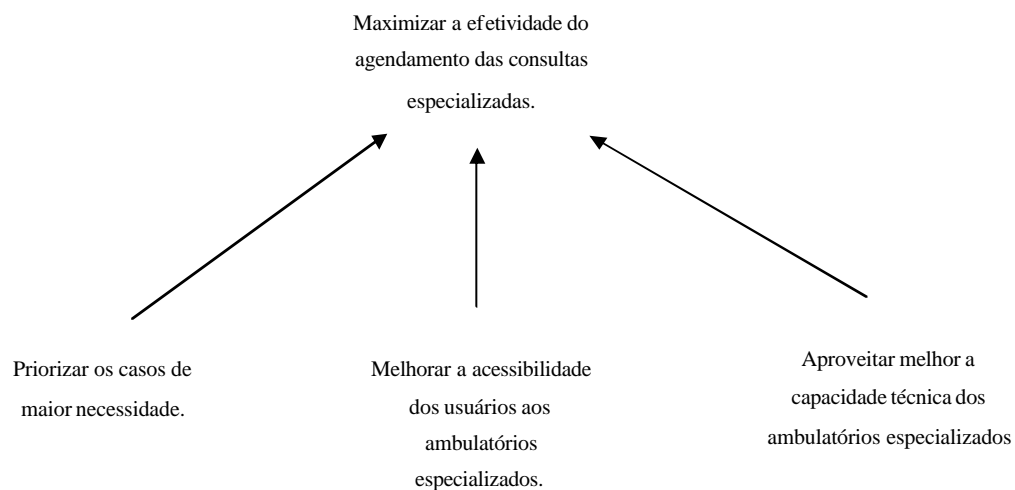 Maximizar a efetividade do
agendamento das consultas
especializadas.
Priorizar os casos de
maior necessidade.
Melhorar a acessibilidade
dos usuários aos
ambulatórios
especializados.
Aproveitar melhor a
capacidade técnica dos
ambulatórios especializados